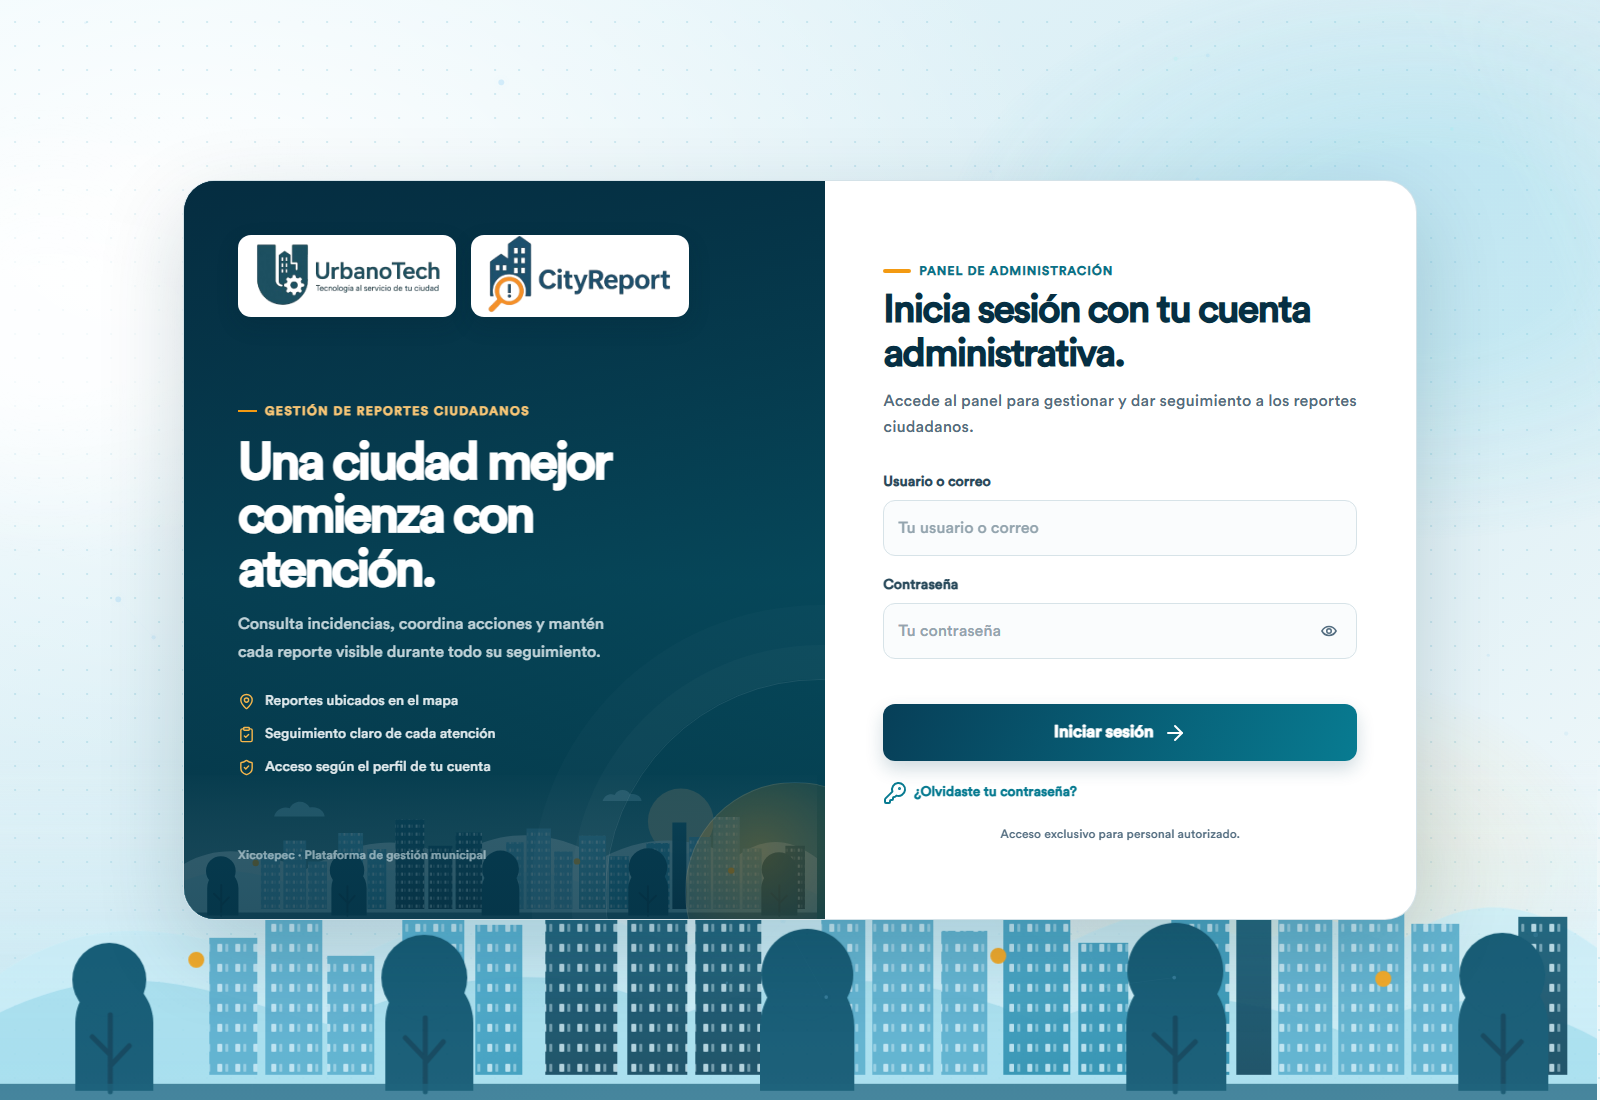 UrbanoTech
Tecnología al servicio de tu ciudad
CityReport
GESTIÓN DE REPORTES CIUDADANOS
Una ciudad mejor
comienza con
atención.
Consulta incidencias, coordina acciones y mantén
cada reporte visible durante todo su seguimiento.
Reportes ubicados en el mapa
Seguimiento claro de cada atención
Acceso según el perfil de tu cuenta
Xicotepec · Plataforma de gestión municipal
PANEL DE ADMINISTRACIÓN
Inicia sesión con tu cuenta
administrativa.
Accede al panel para gestionar y dar seguimiento a los reportes
ciudadanos.
Usuario o correo
Tu usuario o correo
Contraseña
Tu contraseña
Iniciar sesión
¿Olvidaste tu contraseña?
Acceso exclusivo para personal autorizado.